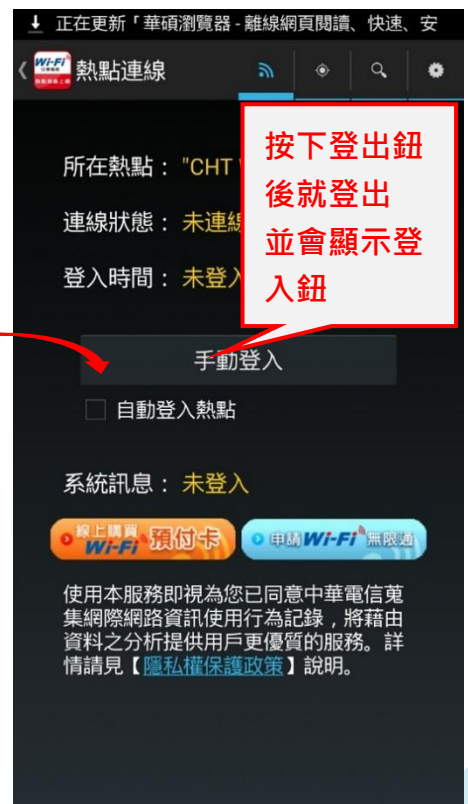 正在更新「華碩瀏覽器 - 離線網頁閱讀、快速、安
Wi-Fi
熱點連線
按下登出鈕
後就登出
並會顯示登
入鈕
所在熱點： "CHT
連線狀態： 未連線
登入時間： 未登入
手動登入
自動登入熱點
系統訊息： 未登入
線上購買
Wi-Fi 預付卡
申請Wi-Fi 無限通
使用本服務即視為您已同意中華電信蒐
集網際網路資訊使用行為記錄，將藉由
資料之分析提供用戶更優質的服務。詳
情請見【隱私權保護政策】說明。